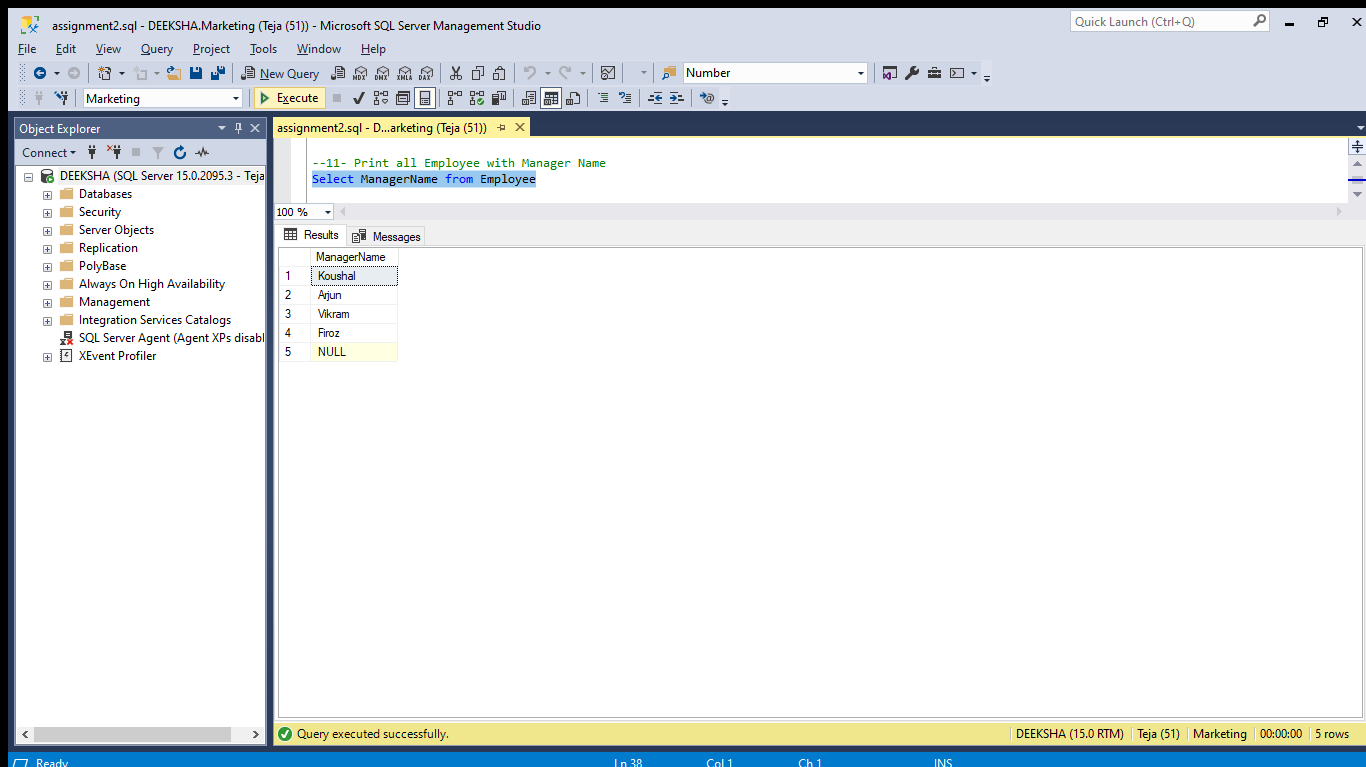 assignment2.sql - DEEKSHA.Marketing (Teja (51)) - Microsoft SQL Server Management Studio
Quick Launch (Ctrl+Q)
File Edit View Query Project Tools Window Help
New Query MDX DMX XMLA DAX Number
Marketing Execute
Object Explorer
assignment2.sql - D...arketing (Teja (51))
Connect
DEEKSHA (SQL Server 15.0.2095.3 - Teja
Databases
Security
Server Objects
Replication
PolyBase
Always On High Availability
Management
Integration Services Catalogs
SQL Server Agent (Agent XPs disabl
XEvent Profiler
--11- Print all Employee with Manager Name
Select ManagerName from Employee
100 %
Results Messages
ManagerName
1 Koushal
2 Arjun
3 Vikram
4 Firoz
5 NULL
Query executed successfully.
DEEKSHA (15.0 RTM) Teja (51) Marketing 00:00:00 5 rows
Ready Ln 38 Col 1 Ch 1 INS